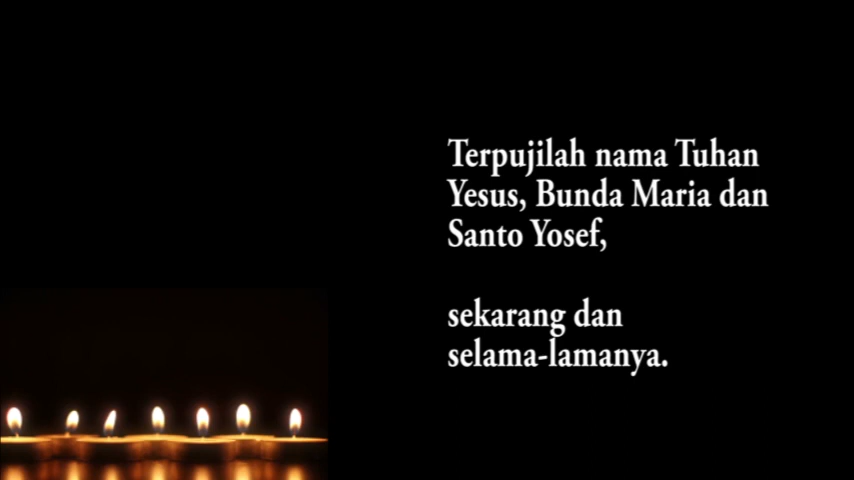 Terpujilah nama Tuhan
Yesus, Bunda Maria dan
Santo Yosef,
sekarang dan
selama-lamanya.